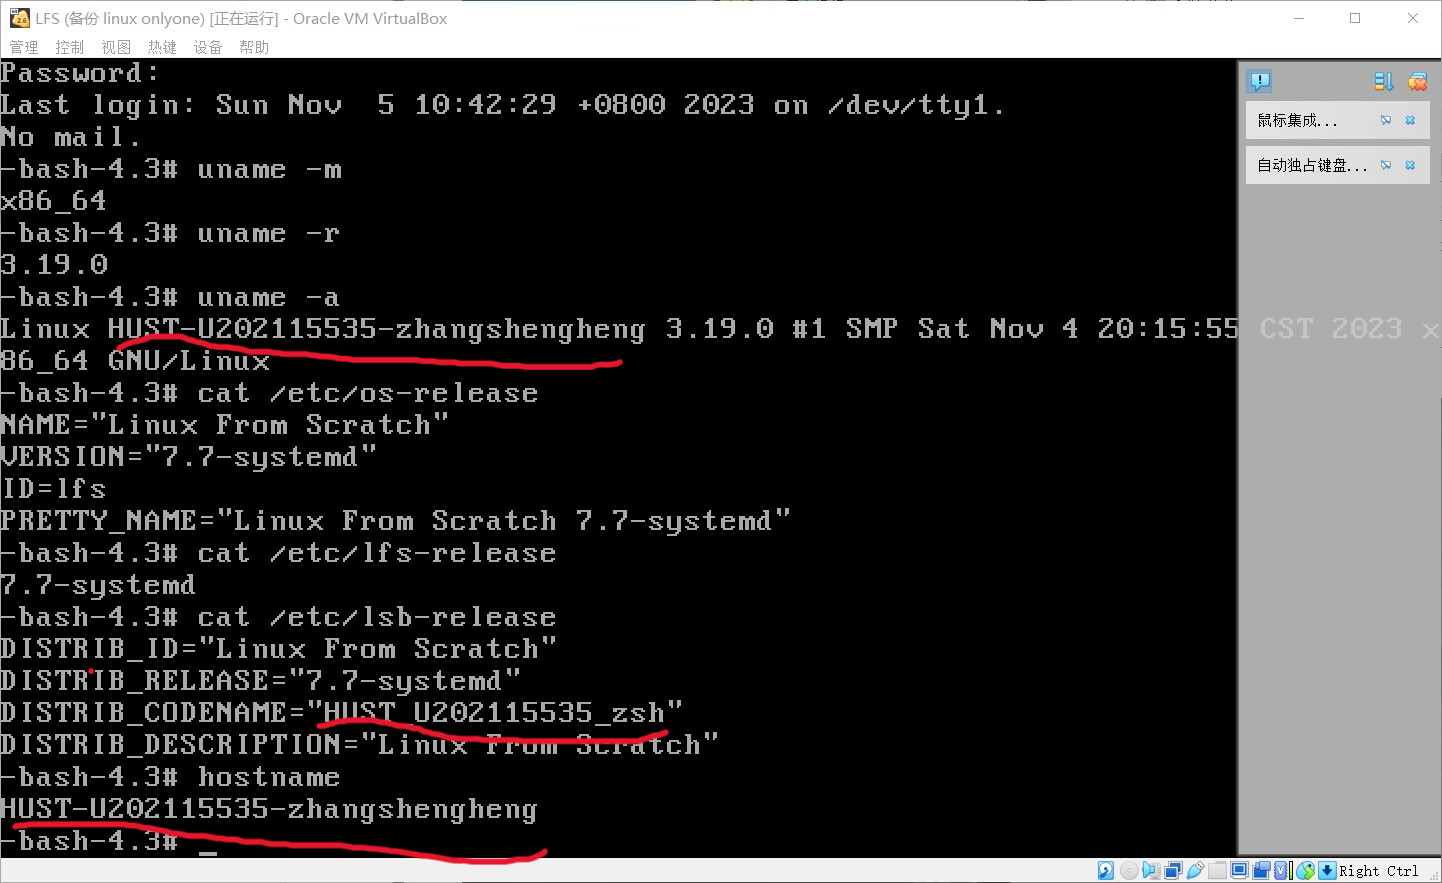 LFS (备份 linux onlyone) [正在运行] - Oracle VM VirtualBox
管理 控制 视图 热键 设备 帮助
Password:
Last login: Sun Nov  5 10:42:29 +0800 2023 on /dev/tty1.
No mail.
-bash-4.3# uname -m
x86_64
-bash-4.3# uname -r
3.19.0
-bash-4.3# uname -a
Linux HUST-U202115535-zhangshengheng 3.19.0 #1 SMP Sat Nov 4 20:15:55 CST 2023 x
86_64 GNU/Linux
-bash-4.3# cat /etc/os-release
NAME="Linux From Scratch"
VERSION="7.7-systemd"
ID=lfs
PRETTY_NAME="Linux From Scratch 7.7-systemd"
-bash-4.3# cat /etc/lfs-release
7.7-systemd
-bash-4.3# cat /etc/lsb-release
DISTRIB_ID="Linux From Scratch"
DISTRIB_RELEASE="7.7-systemd"
DISTRIB_CODENAME="HUST_U202115535_zsh"
DISTRIB_DESCRIPTION="Linux From Scratch"
-bash-4.3# hostname
HUST-U202115535-zhangshengheng
-bash-4.3# _
鼠标集成...
自动独占键盘...
Right Ctrl